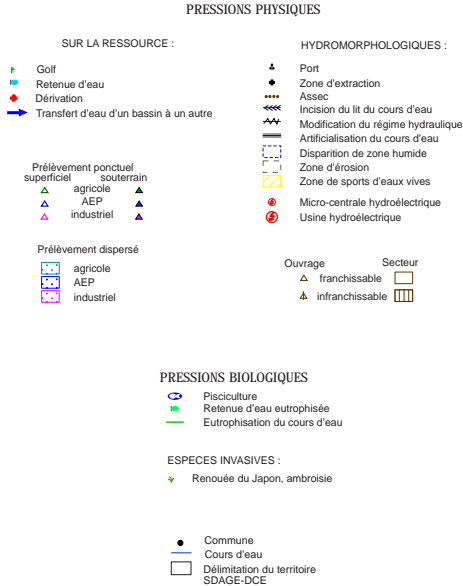 PRESSIONS PHYSIQUES
SUR LA RESSOURCE :
Golf
Retenue d'eau
Dérivation
Transfert d'eau d'un bassin à un autre
Prélèvement ponctuel
superficiel souterrain
agricole
AEP
industriel
Prélèvement dispersé
agricole
AEP
industriel
HYDROMORPHOLOGIQUES :
Port
Zone d'extraction
Assec
Incision du lit du cours d'eau
Modification du régime hydraulique
Artificialisation du cours d'eau
Disparition de zone humide
Zone d'érosion
Zone de sports d'eaux vives
Micro-centrale hydroélectrique
Usine hydroélectrique
Ouvrage Secteur
franchissable
infranchissable
PRESSIONS BIOLOGIQUES
Pisciculture
Retenue d'eau eutrophisée
Eutrophisation du cours d'eau
ESPECES INVASIVES :
Renouée du Japon, ambroisie
Commune
Cours d'eau
Délimitation du territoire
SDAGE-DCE